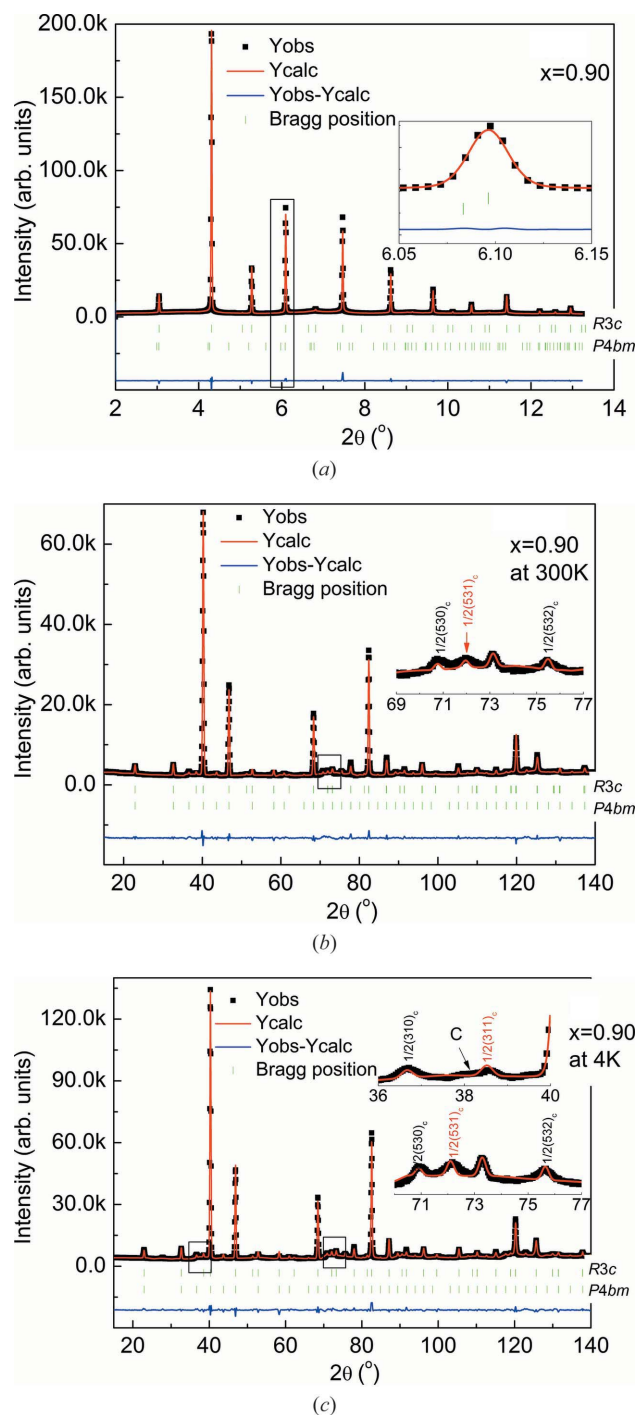 200.0k
Yobs
Ycalc
Yobs-Ycalc
Bragg position
x=0.90
150.0k
100.0k
50.0k
0.0
Intensity (arb. units)
6.05 6.10 6.15
R3c
P4bm
2 4 6 8 10 12 14
2θ (°)
(a)
Yobs
Ycalc
Yobs-Ycalc
Bragg position
x=0.90
at 300K
60.0k
40.0k
20.0k
0.0
Intensity (arb. units)
1/2(530)c
1/2(531)c
1/2(532)c
69 71 73 75 77
R3c
P4bm
20 40 60 80 100 120 140
2θ (°)
(b)
Yobs
Ycalc
Yobs-Ycalc
Bragg position
x=0.90
at 4K
120.0k
90.0k
60.0k
30.0k
0.0
Intensity (arb. units)
1/2(310)c
C
1/2(311)c
36 38 40
/2(530)c
1/2(531)c
1/2(532)c
71 73 75 77
R3c
P4bm
20 40 60 80 100 120 140
2θ (°)
(c)